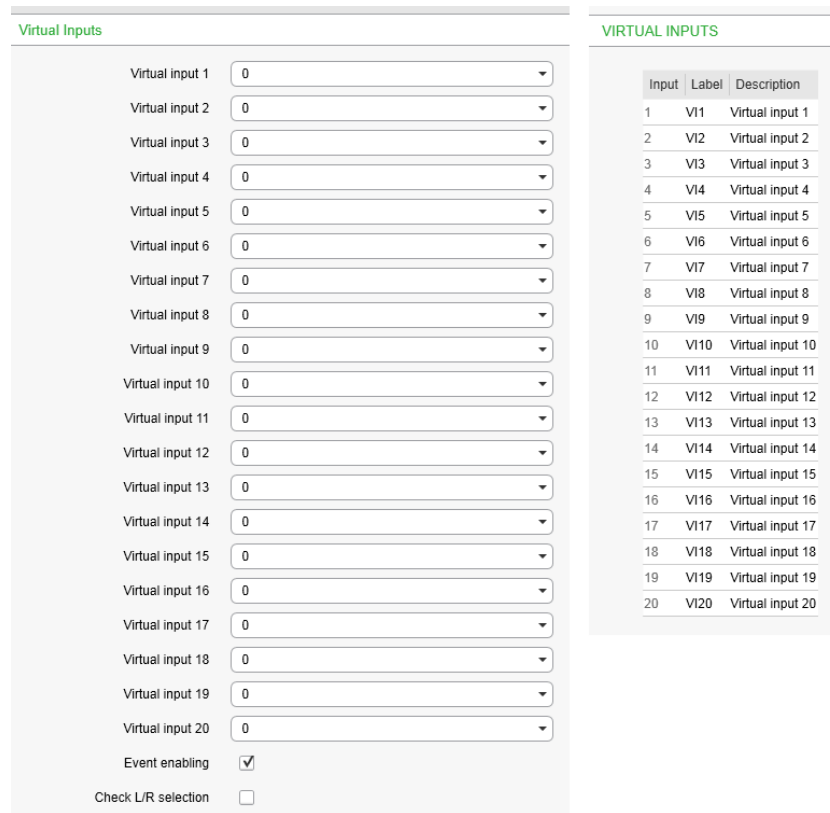 Virtual Inputs
Virtual input 1 0
Virtual input 2 0
Virtual input 3 0
Virtual input 4 0
Virtual input 5 0
Virtual input 6 0
Virtual input 7 0
Virtual input 8 0
Virtual input 9 0
Virtual input 10 0
Virtual input 11 0
Virtual input 12 0
Virtual input 13 0
Virtual input 14 0
Virtual input 15 0
Virtual input 16 0
Virtual input 17 0
Virtual input 18 0
Virtual input 19 0
Virtual input 20 0
Event enabling
Check L/R selection
VIRTUAL INPUTS
Input Label Description
1 VI1 Virtual input 1
2 VI2 Virtual input 2
3 VI3 Virtual input 3
4 VI4 Virtual input 4
5 VI5 Virtual input 5
6 VI6 Virtual input 6
7 VI7 Virtual input 7
8 VI8 Virtual input 8
9 VI9 Virtual input 9
10 VI10 Virtual input 10
11 VI11 Virtual input 11
12 VI12 Virtual input 12
13 VI13 Virtual input 13
14 VI14 Virtual input 14
15 VI15 Virtual input 15
16 VI16 Virtual input 16
17 VI17 Virtual input 17
18 VI18 Virtual input 18
19 VI19 Virtual input 19
20 VI20 Virtual input 20